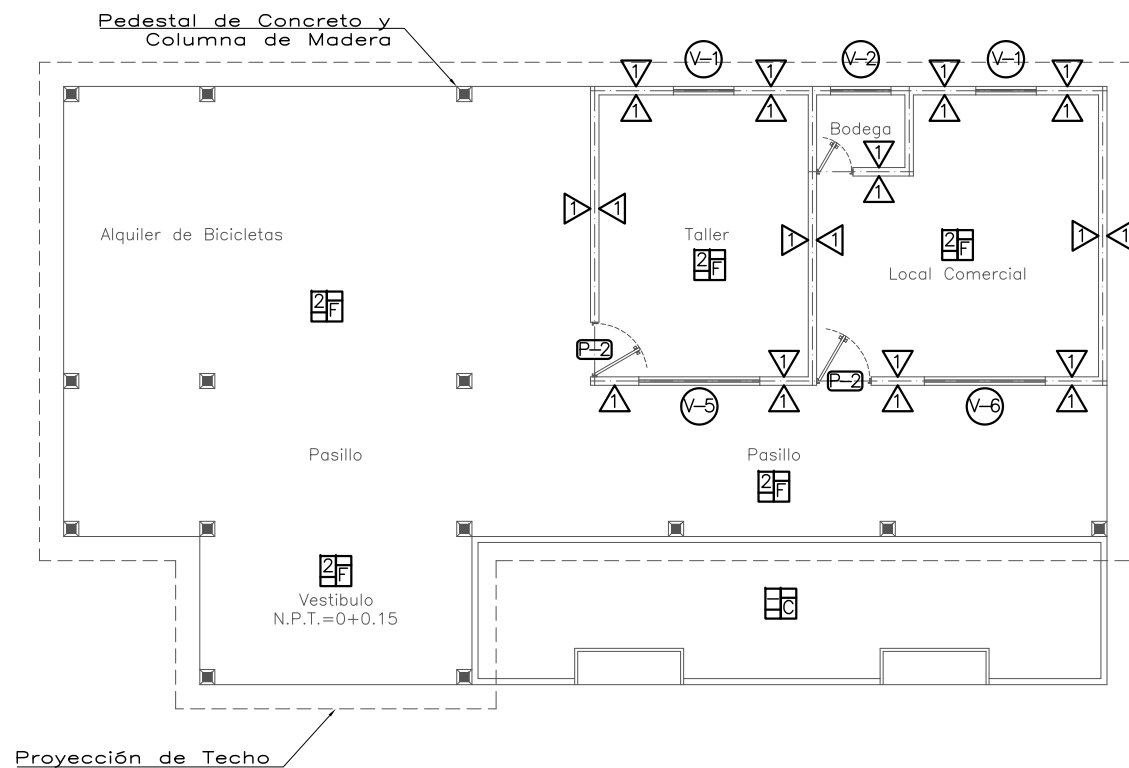 Pedestal de Concreto y
Columna de Madera
V-1
V-2
V-1
1
1
1
1
1
1
1
1
Bodega
1
1
Alquiler de Bicicletas
1
1
Taller
2
F
1
1
2
F
Local Comercial
1
1
2
F
P-2
P-2
1
1
1
1
1
1
1
V-5
V-6
Pasillo
Pasillo
2
F
2
F
Vestibulo
N.P.T.=0+0.15
C
Proyección de Techo